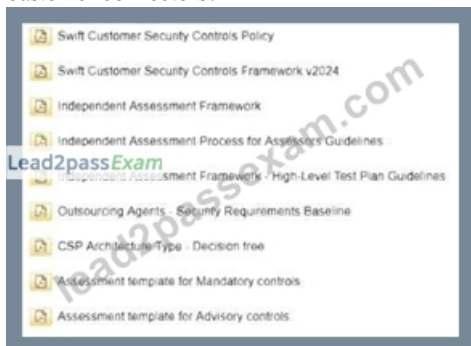 Swift Customer Security Controls Policy
Swift Customer Security Controls Framework v2024
Independent Assessment Framework
Independent Assessment Process for Assessors Guidelines
Lead2passExam
Independent Assessment Framework - High-Level Test Plan Guidelines
Outsourcing Agents - Security Requirements Baseline
CSP Architecture Type - Decision tree
Assessment template for Mandatory controls
Assessment template for Advisory controls
lead2passexam.com